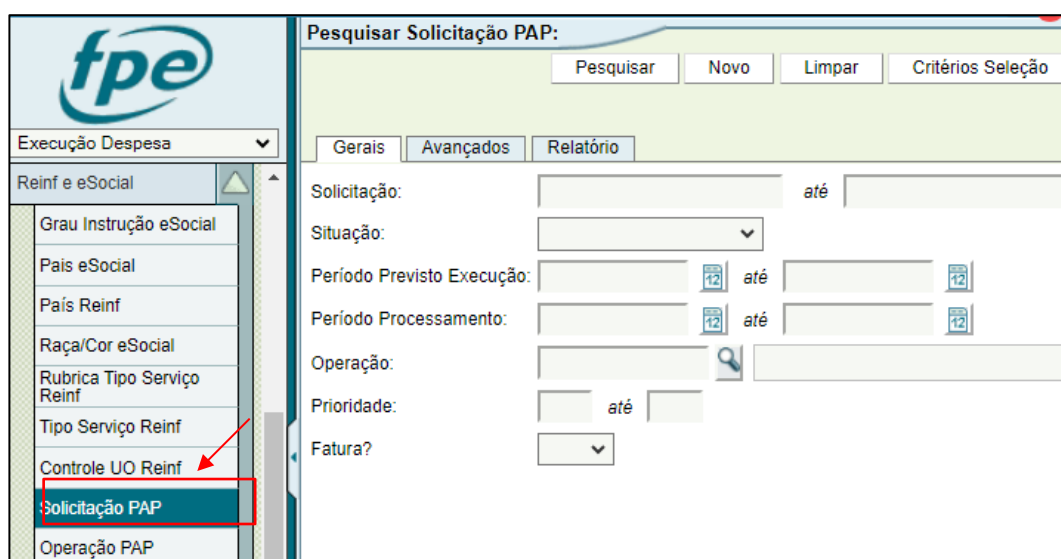 fpe
Execução Despesa
Reinf e eSocial
Grau Instrução eSocial
Pais eSocial
País Reinf
Raça/Cor eSocial
Rubrica Tipo Serviço
Reinf
Tipo Serviço Reinf
Controle UO Reinf
Solicitação PAP
Operação PAP
Pesquisar Solicitação PAP:
Pesquisar Novo Limpar Critérios Seleção
Gerais Avançados Relatório
Solicitação: até
Situação:
Período Previsto Execução: 12 até 12
Período Processamento: 12 até 12
Operação:
Prioridade: até
Fatura?